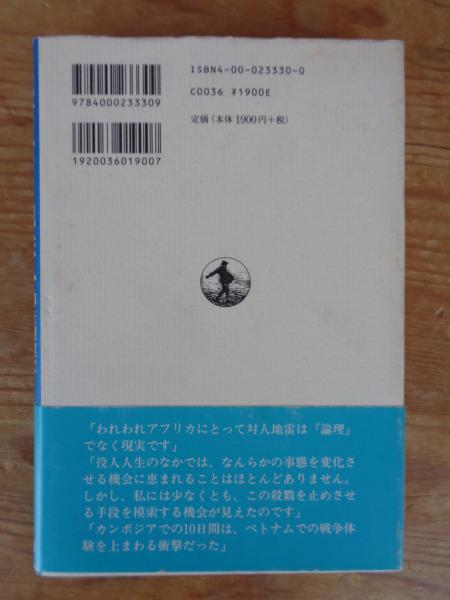 ISBN4-00-023330-0
C0036 ¥1900E
定価(本体1900円+税)
9784000233309
1920036019007
「われわれアフリカにとって対人地雷は『論理』
でなく現実です」
「役人人生のなかでは、なんらかの事態を変化さ
せる機会に恵まれることはほとんどありません。
しかし、私には少なくとも、この殺戮を止めさせ
る手段を模索する機会が見えたのです」
「カンボジアでの10日間は、ベトナムでの戦争体
験を上まわる衝撃だった」